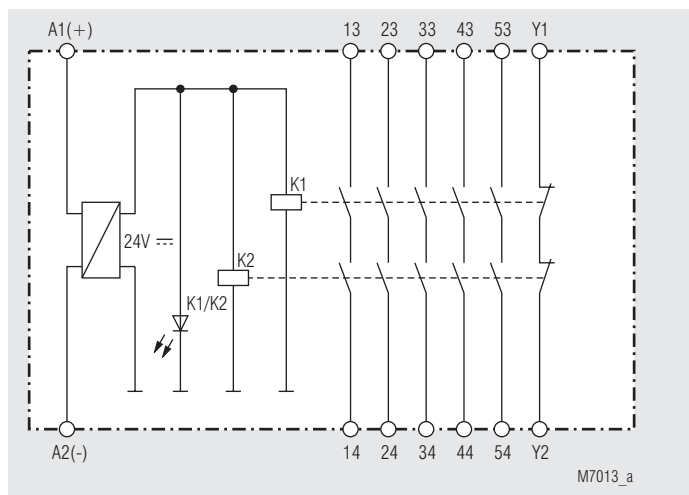 A1(+) 13 23 33 43 53 Y1
K1
24V
K2
K1/K2
A2(-) 14 24 34 44 54 Y2
M7013_a